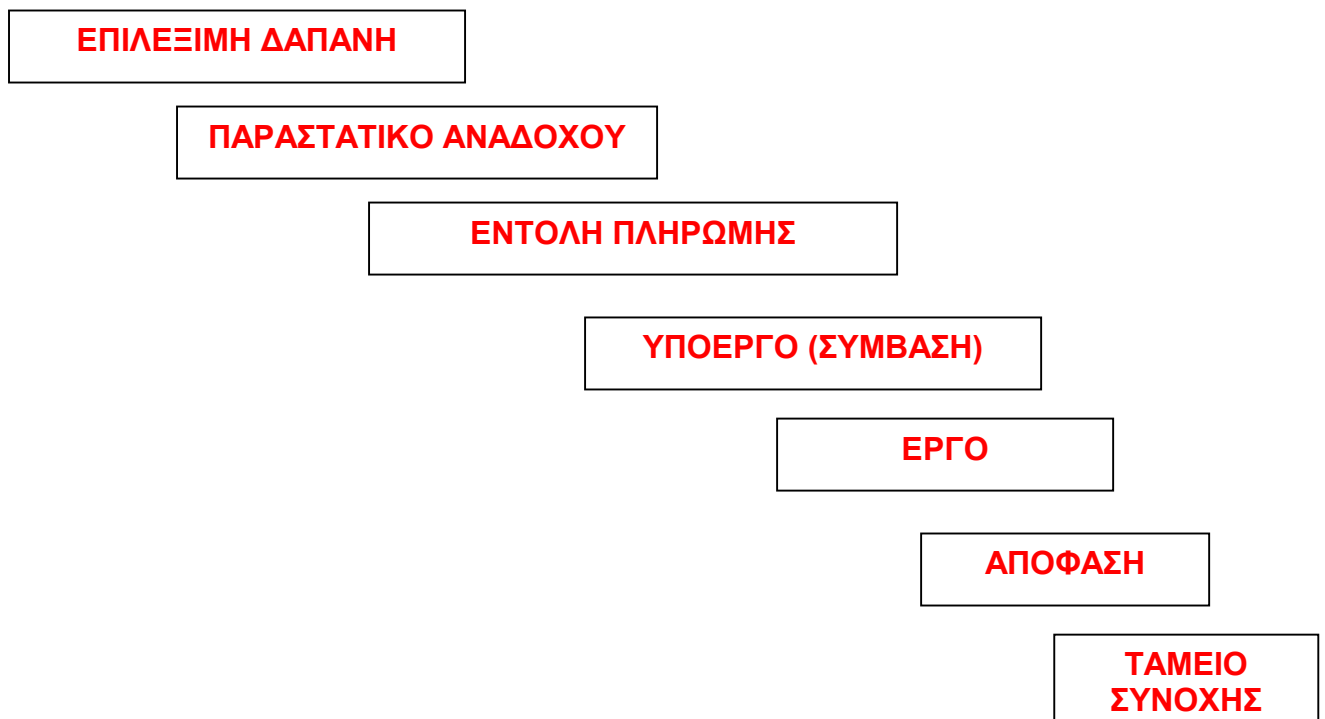 ΕΠΙΛΕΞΙΜΗ ΔΑΠΑΝΗ
ΠΑΡΑΣΤΑΤΙΚΟ ΑΝΑΔΟΧΟΥ
ΕΝΤΟΛΗ ΠΛΗΡΩΜΗΣ
ΥΠΟΕΡΓΟ (ΣΥΜΒΑΣΗ)
ΕΡΓΟ
ΑΠΟΦΑΣΗ
ΤΑΜΕΙΟ
ΣΥΝΟΧΗΣ